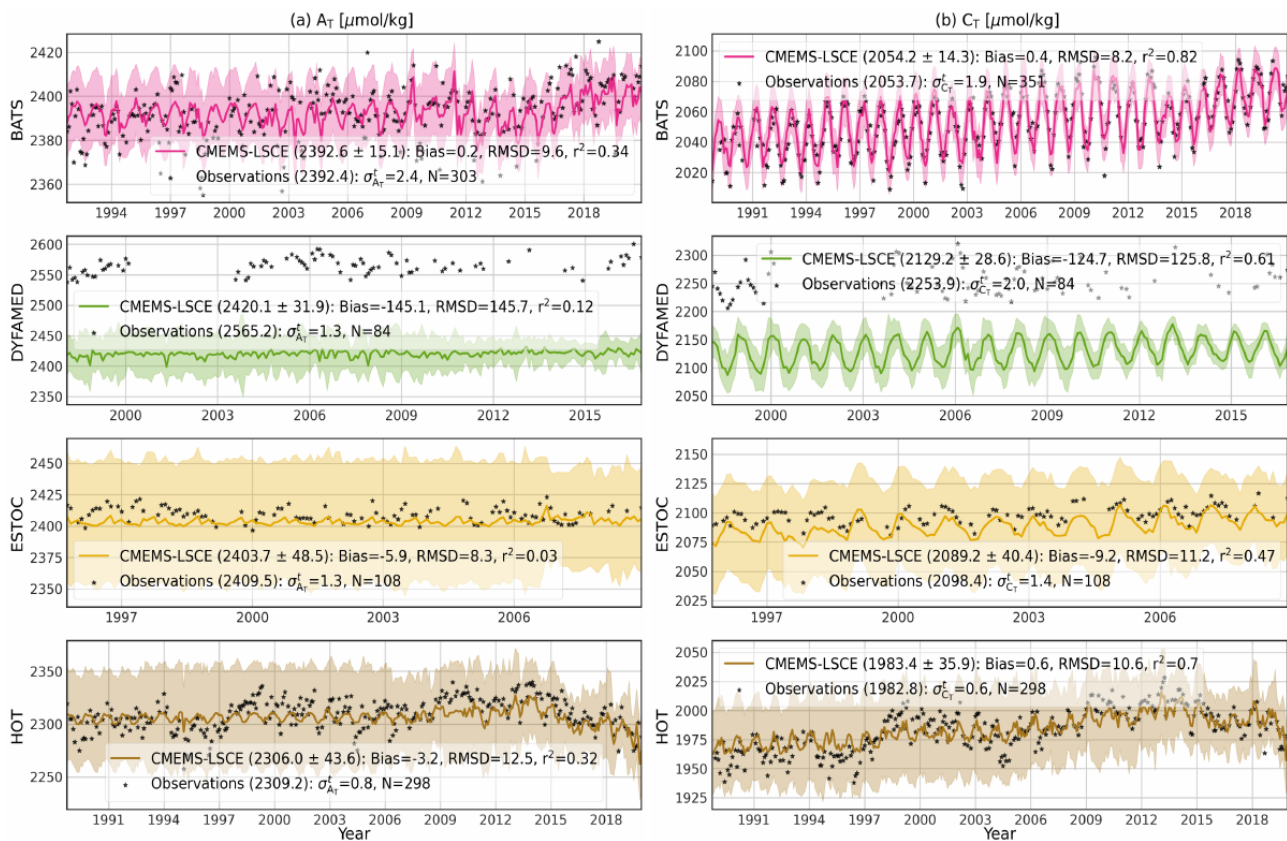 (a) A_T [μmol/kg]
(b) C_T [μmol/kg]
BATS
2420
2400
2380
2360
CMEMS-LSCE (2392.6 ± 15.1): Bias=0.2, RMSD=9.6, r²=0.34
Observations (2392.4): σᵗ_A_T=2.4, N=303
1994 1997 2000 2003 2006 2009 2012 2015 2018
BATS
2100
2080
2060
2040
2020
CMEMS-LSCE (2054.2 ± 14.3): Bias=0.4, RMSD=8.2, r²=0.82
Observations (2053.7): σᵗ_C_T=1.9, N=351
1991 1994 1997 2000 2003 2006 2009 2012 2015 2018
DYFAMED
2600
2550
2500
2450
2400
2350
CMEMS-LSCE (2420.1 ± 31.9): Bias=-145.1, RMSD=145.7, r²=0.12
Observations (2565.2): σᵗ_A_T=1.3, N=84
2000 2003 2006 2009 2012 2015
DYFAMED
2300
2250
2200
2150
2100
2050
CMEMS-LSCE (2129.2 ± 28.6): Bias=-124.7, RMSD=125.8, r²=0.61
Observations (2253.9): σᵗ_C_T=2.0, N=84
2000 2003 2006 2009 2012 2015
ESTOC
2450
2425
2400
2375
2350
CMEMS-LSCE (2403.7 ± 48.5): Bias=-5.9, RMSD=8.3, r²=0.03
Observations (2409.5): σᵗ_A_T=1.3, N=108
1997 2000 2003 2006
ESTOC
2150
2125
2100
2075
2050
2025
CMEMS-LSCE (2089.2 ± 40.4): Bias=-9.2, RMSD=11.2, r²=0.47
Observations (2098.4): σᵗ_C_T=1.4, N=108
1997 2000 2003 2006
HOT
2350
2300
2250
CMEMS-LSCE (2306.0 ± 43.6): Bias=-3.2, RMSD=12.5, r²=0.32
Observations (2309.2): σᵗ_A_T=0.8, N=298
1991 1994 1997 2000 2003 2006 2009 2012 2015 2018
Year
HOT
2050
2025
2000
1975
1950
1925
CMEMS-LSCE (1983.4 ± 35.9): Bias=0.6, RMSD=10.6, r²=0.7
Observations (1982.8): σᵗ_C_T=0.6, N=298
1991 1994 1997 2000 2003 2006 2009 2012 2015 2018
Year